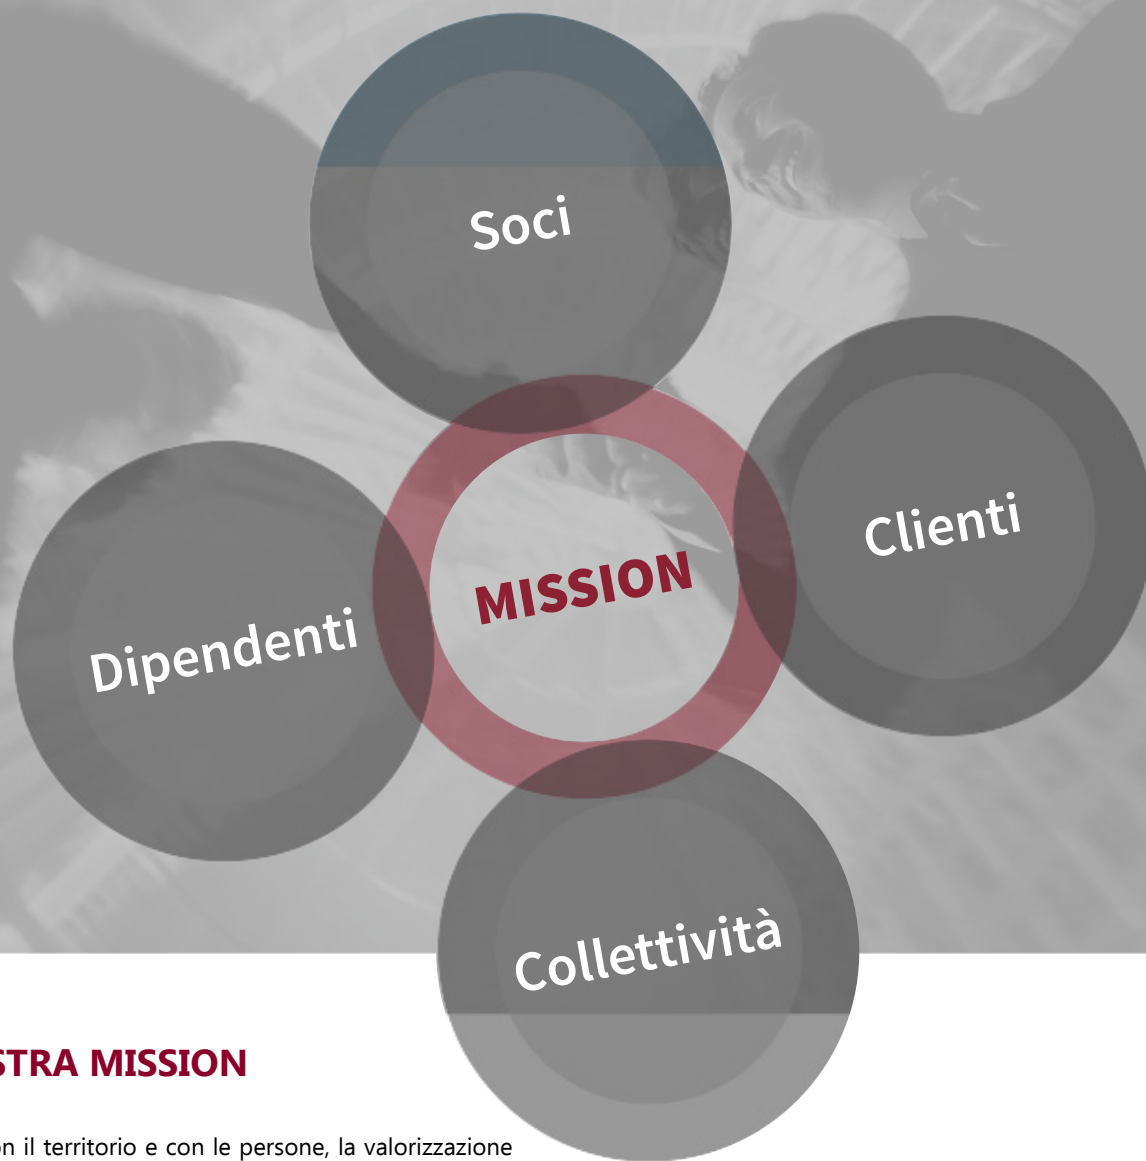 Soci
Clienti
MISSION
Dipendenti
Collettività
STRA MISSION
on il territorio e con le persone, la valorizzazione